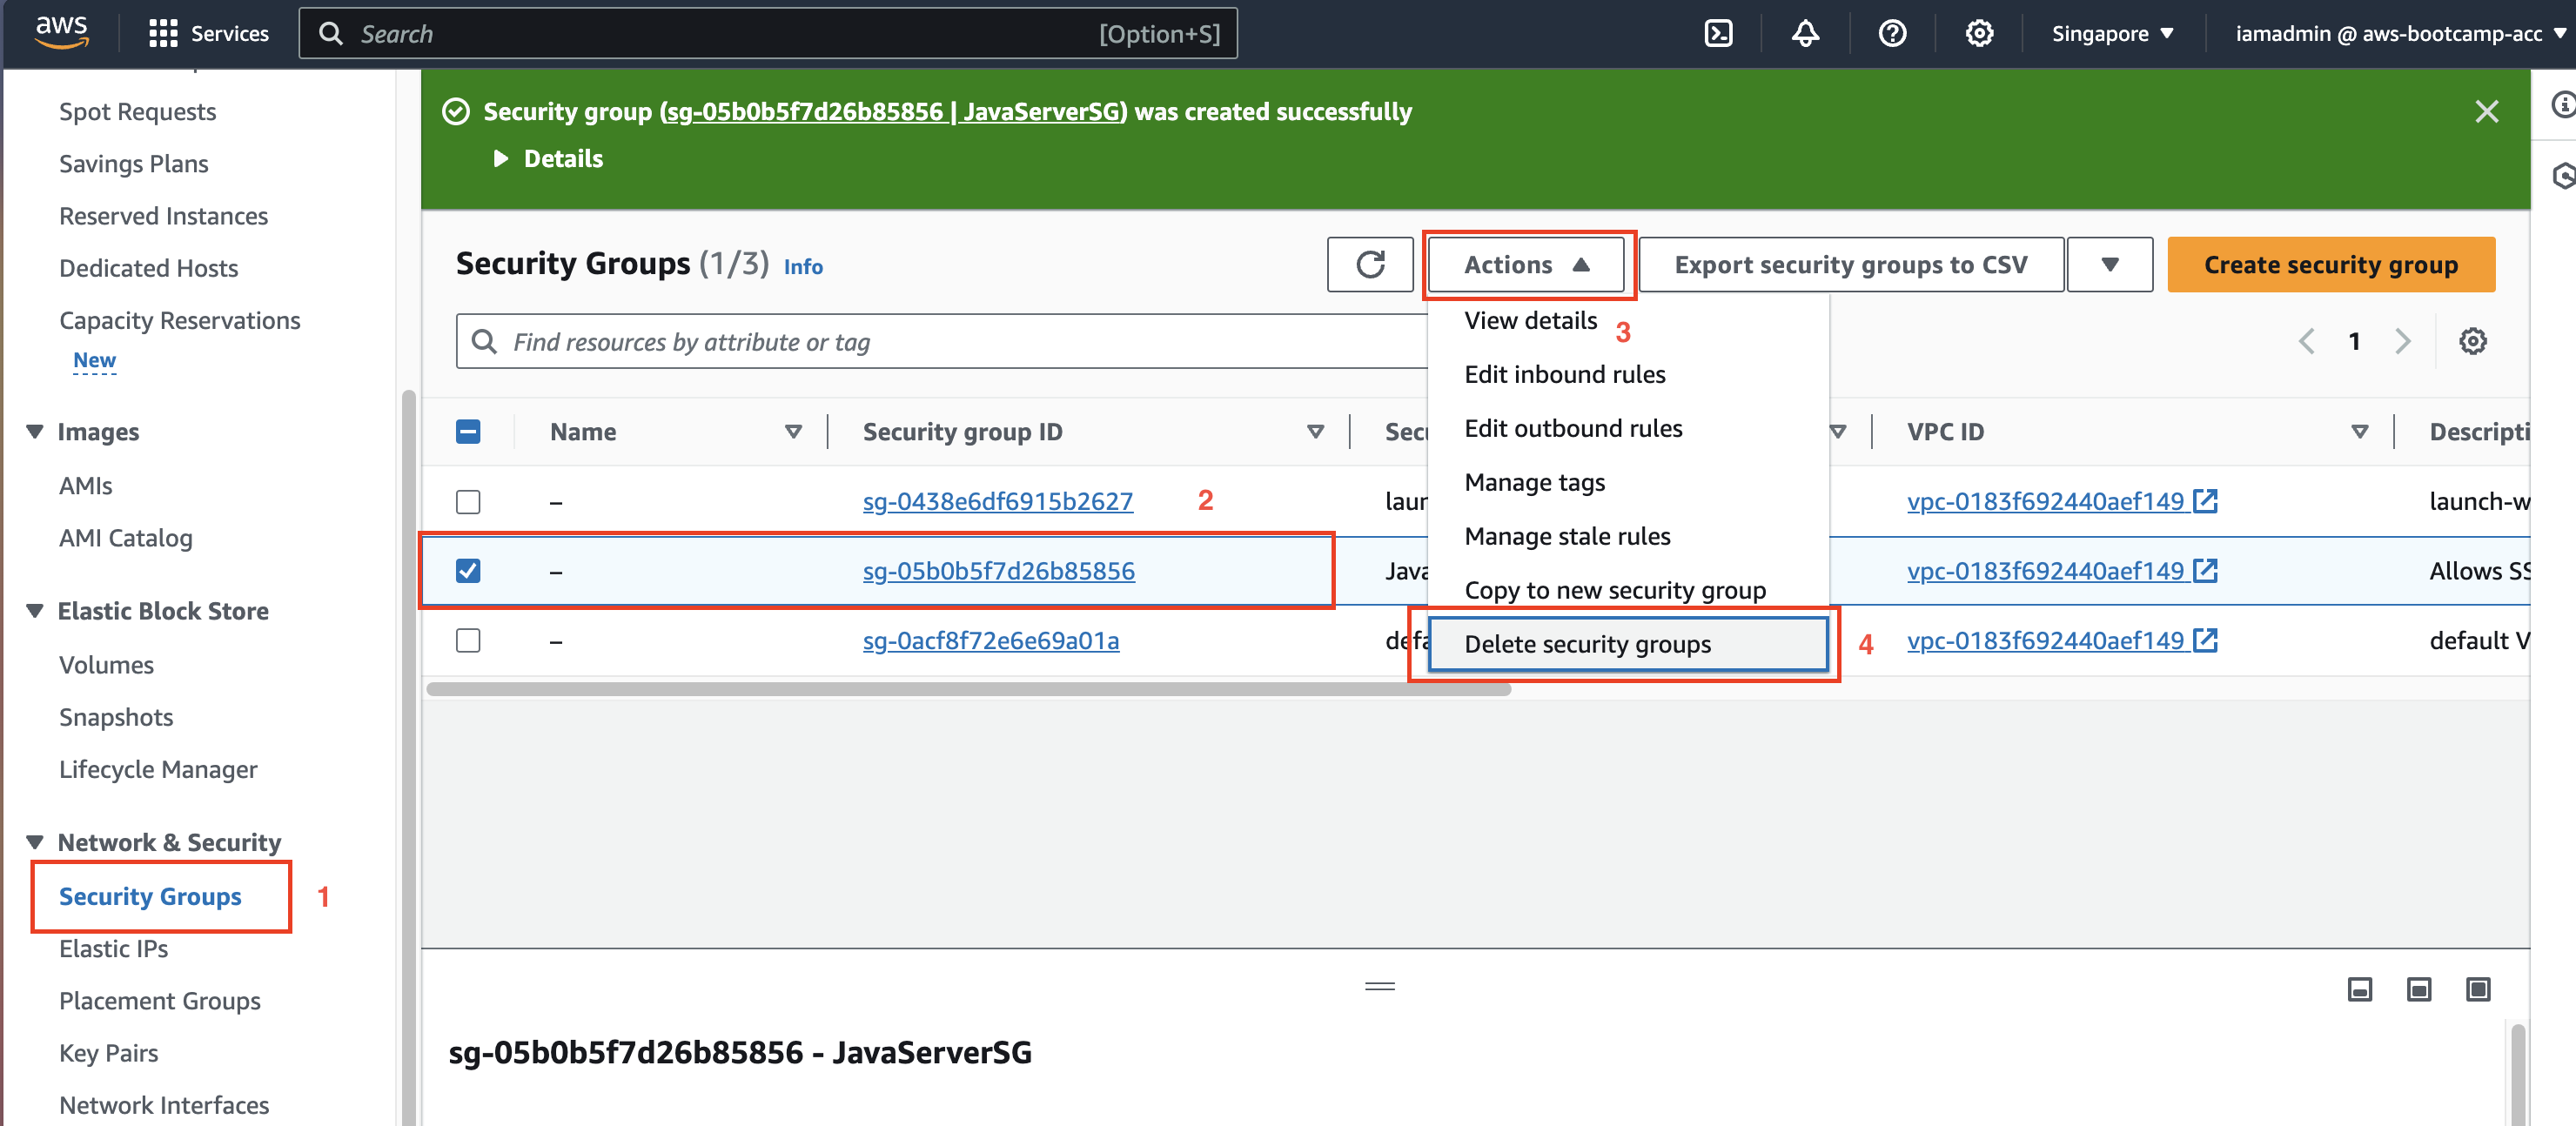 aws
Services
Search
[Option+S]
Singapore
iamadmin @ aws-bootcamp-acc
Spot Requests
Savings Plans
Reserved Instances
Dedicated Hosts
Capacity Reservations
New
Images
AMIs
AMI Catalog
Elastic Block Store
Volumes
Snapshots
Lifecycle Manager
Network & Security
Security Groups
1
Elastic IPs
Placement Groups
Key Pairs
Network Interfaces
Security group (sg-05b0b5f7d26b85856 | JavaServerSG) was created successfully
Details
Security Groups (1/3) Info
Actions
Export security groups to CSV
Create security group
Find resources by attribute or tag
1
View details
3
Edit inbound rules
Edit outbound rules
Manage tags
Manage stale rules
Copy to new security group
Delete security groups
4
Name
Security group ID
Secu
VPC ID
Descripti
– sg-0438e6df6915b2627 2 laun vpc-0183f692440aef149 launch-w
– sg-05b0b5f7d26b85856 Java vpc-0183f692440aef149 Allows SS
– sg-0acf8f72e6e69a01a defa vpc-0183f692440aef149 default V
sg-05b0b5f7d26b85856 - JavaServerSG